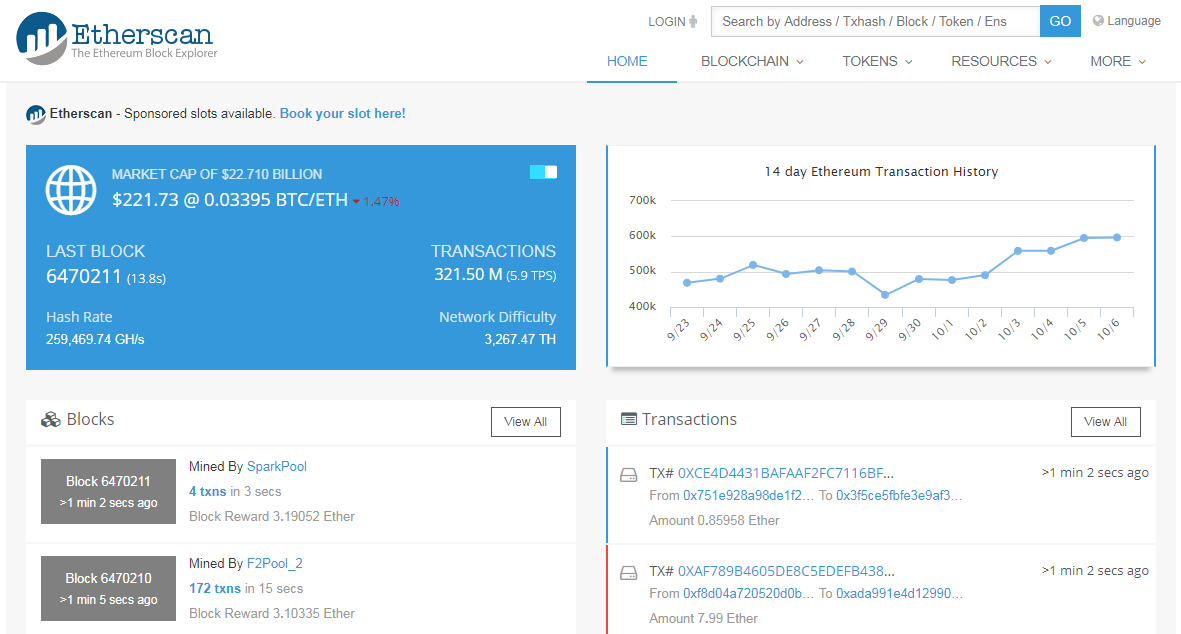 Etherscan
The Ethereum Block Explorer
LOGIN
Search by Address / Txhash / Block / Token / Ens
GO
Language
HOME
BLOCKCHAIN
TOKENS
RESOURCES
MORE
Etherscan - Sponsored slots available. Book your slot here!
MARKET CAP OF $22.710 BILLION
$221.73 @ 0.03395 BTC/ETH 1.47%
LAST BLOCK
6470211 (13.8s)
TRANSACTIONS
321.50 M (5.9 TPS)
Hash Rate
259,469.74 GH/s
Network Difficulty
3,267.47 TH
14 day Ethereum Transaction History
700k
600k
500k
400k
9/23
9/24
9/25
9/26
9/27
9/28
9/29
9/30
10/1
10/2
10/3
10/4
10/5
10/6
Blocks
View All
Block 6470211
>1 min 2 secs ago
Mined By SparkPool
4 txns in 3 secs
Block Reward 3.19052 Ether
Block 6470210
>1 min 5 secs ago
Mined By F2Pool_2
172 txns in 15 secs
Block Reward 3.10335 Ether
Transactions
View All
TX# 0XCE4D4431BAFAAF2FC7116BF...
>1 min 2 secs ago
From 0x751e928a98de1f2... To 0x3f5ce5fbfe3e9af3...
Amount 0.85958 Ether
TX# 0XAF789B4605DE8C5EDEFB438...
>1 min 2 secs ago
From 0xf8d04a720520d0b... To 0xada991e4d12990...
Amount 7.99 Ether